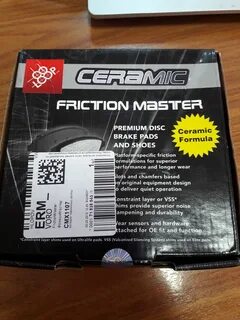 CERAMIC
FRICTION MASTER
PREMIUM DISC
BRAKE PADS
AND SHOES
Ceramic
Formula
Platform-specific friction
formulations for superior
performance and longer wear
Slots and chamfers based
on original equipment design
to deliver quiet operation
Constraint layer or VSS*
shims provide superior noise
dampening and durability
Wear sensors and hardware
attached for OE fit and function
ERM
VORO
CMX1107